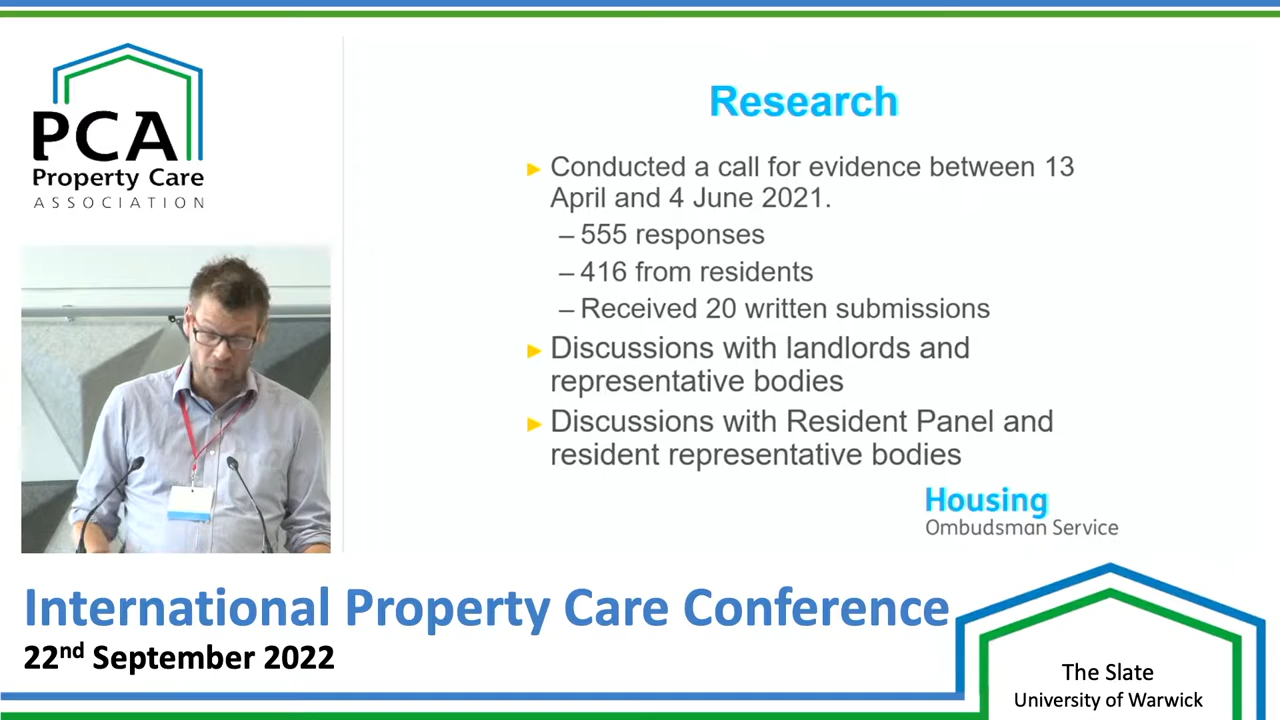 PCA
Property Care
ASSOCIATION
Research
► Conducted a call for evidence between 13
April and 4 June 2021.
– 555 responses
– 416 from residents
– Received 20 written submissions
► Discussions with landlords and
representative bodies
► Discussions with Resident Panel and
resident representative bodies
Housing
Ombudsman Service
International Property Care Conference
22nd September 2022
The Slate
University of Warwick